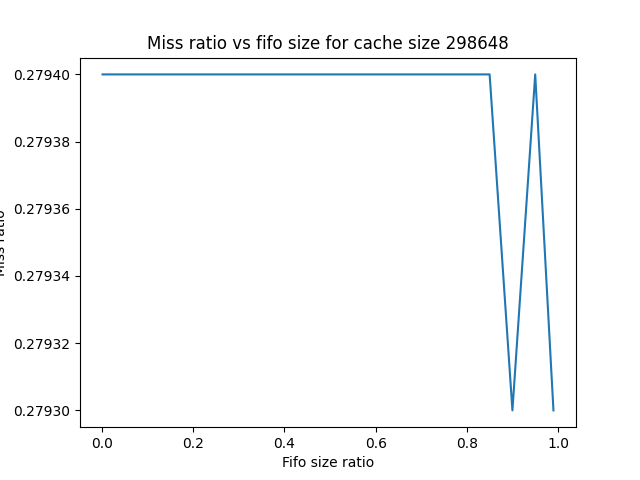 Miss ratio vs fifo size for cache size 298648
Miss ratio
0.27940
0.27938
0.27936
0.27934
0.27932
0.27930
0.0 0.2 0.4 0.6 0.8 1.0
Fifo size ratio